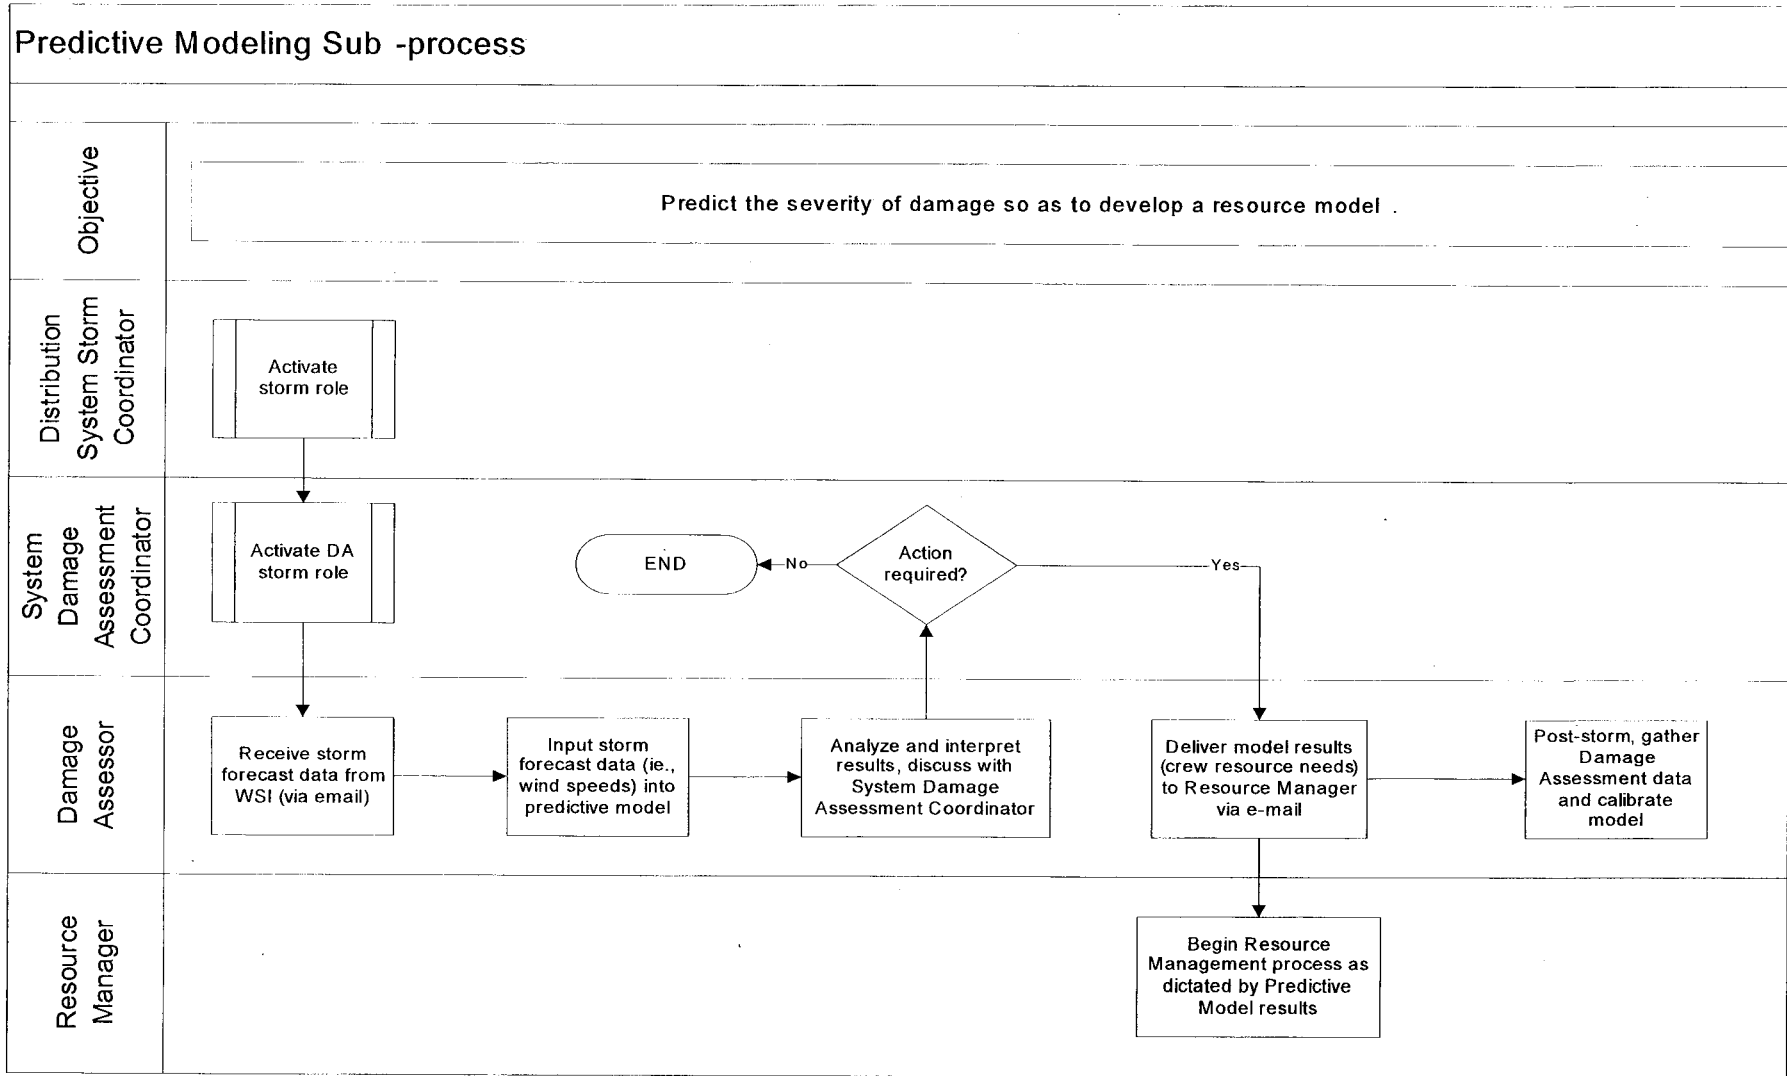 Predictive Modeling Sub -process
Objective
Predict the severity of damage so as to develop a resource model .
Distribution
System Storm
Coordinator
Activate
storm role
System
Damage
Assessment
Coordinator
Activate DA
storm role
END
No
Action
required?
Yes
Damage
Assessor
Receive storm
forecast data from
WSI (via email)
Input storm
forecast data (ie.,
wind speeds) into
predictive model
Analyze and interpret
results, discuss with
System Damage
Assessment Coordinator
Deliver model results
(crew resource needs)
to Resource Manager
via e-mail
Post-storm, gather
Damage
Assessment data
and calibrate
model
Resource
Manager
Begin Resource
Management process as
dictated by Predictive
Model results